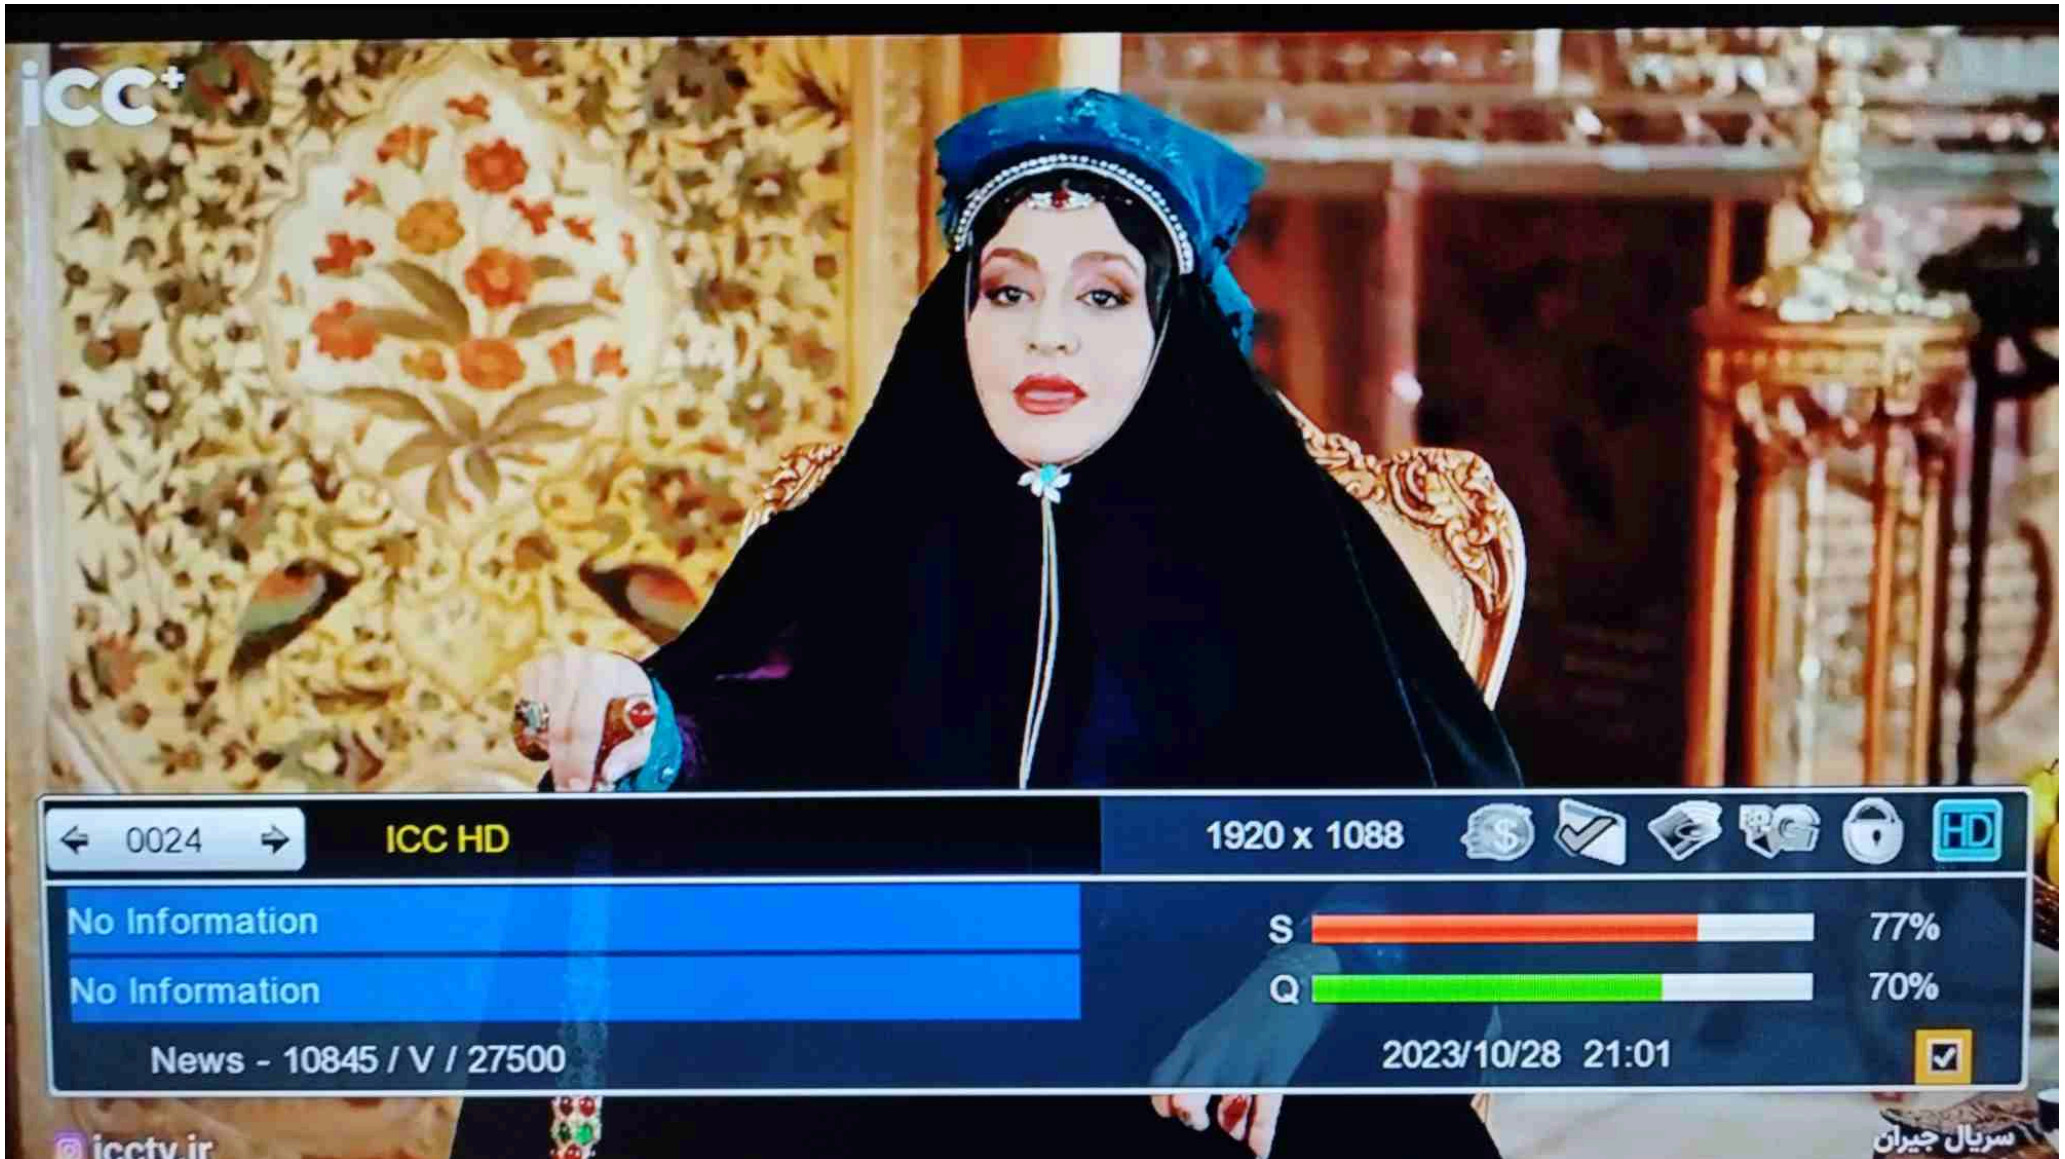 icc+
0024
ICC HD
1920 x 1088
HD
No Information
S
77%
No Information
Q
70%
News - 10845 / V / 27500
2023/10/28 21:01
icctv.ir
سریال جیران